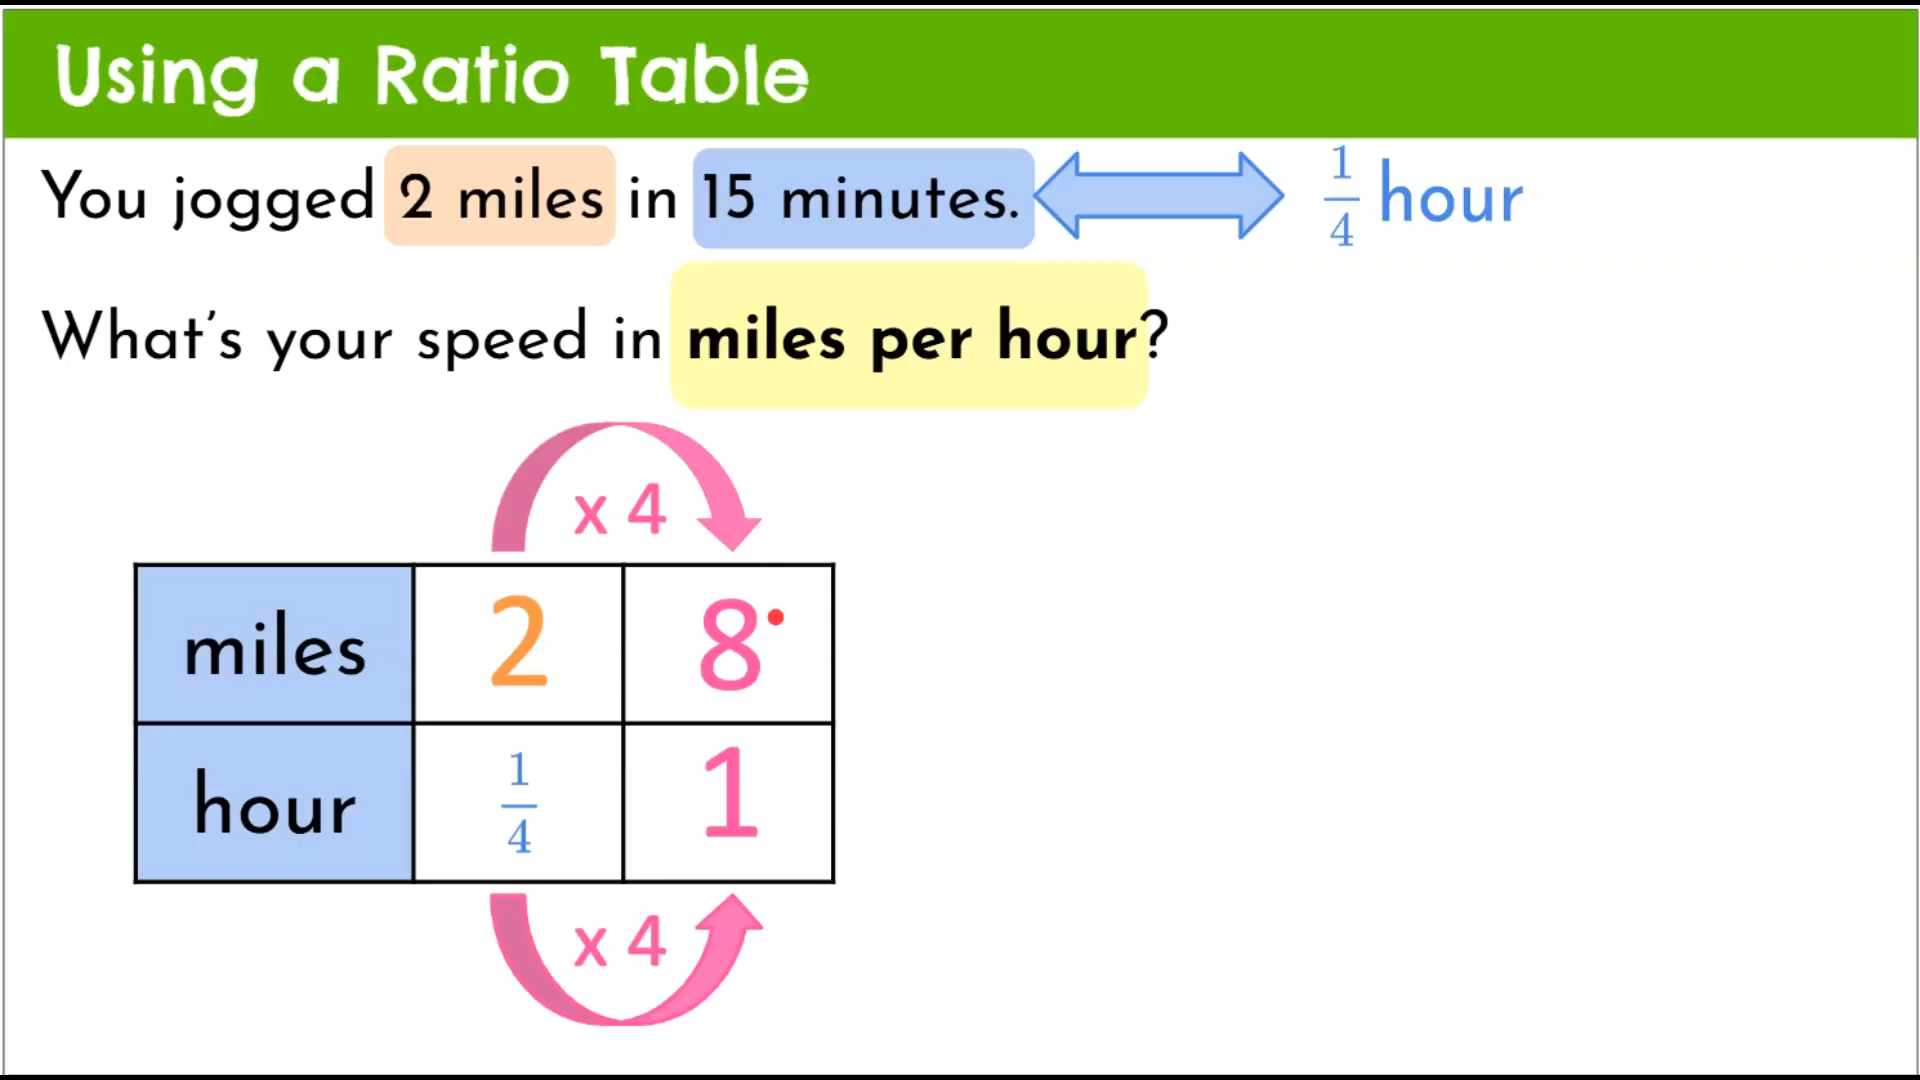 Using a Ratio Table
You jogged 2 miles in 15 minutes. 1/4 hour
What's your speed in miles per hour?
x 4
miles 2 8
hour 1/4 1
x 4